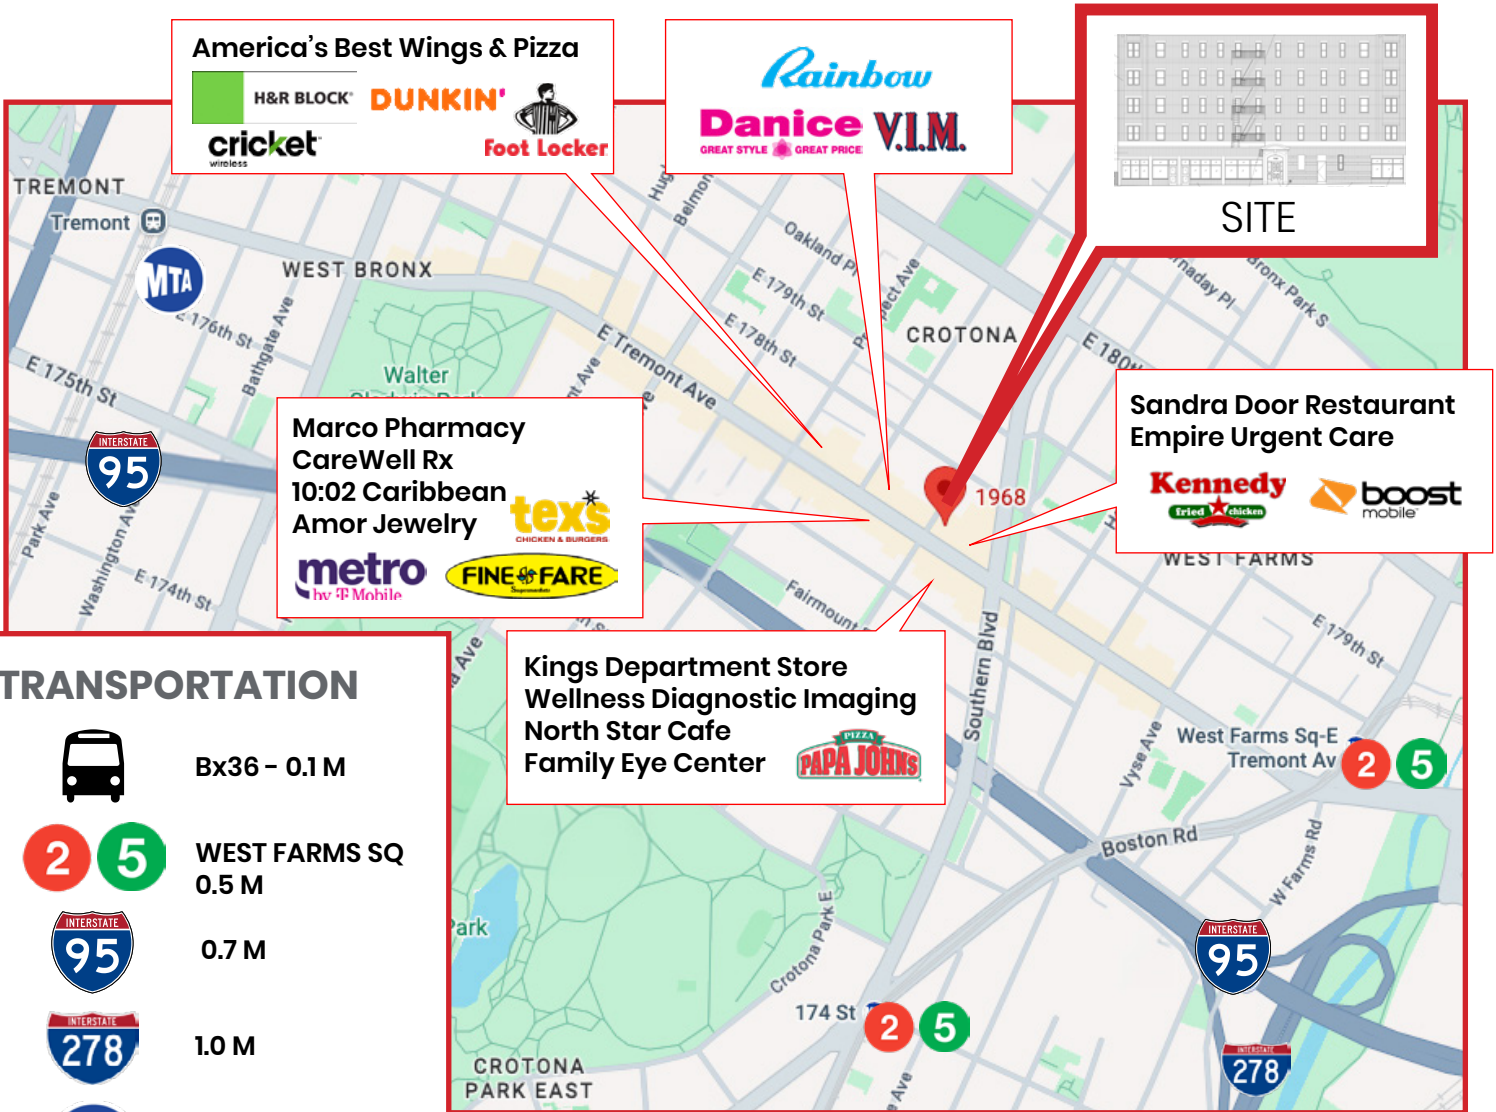 America's Best Wings & Pizza
H&R BLOCK
DUNKIN'
cricket
wireless
Foot Locker
Rainbow
Danice
GREAT STYLE GREAT PRICE
V.I.M.
SITE
TREMONT
Tremont
MTA
WEST BRONX
E 176th St
Bathgate Ave
E 175th St
Walter
INTERSTATE
95
Park Ave
Washington Av
E 174th St
Belmon
Oakland Pl
E 179th St
E 178th St
CROTONA
E Tremont Ave
E 180th
Bronx Park S
1968
Marco Pharmacy
CareWell Rx
10:02 Caribbean
Amor Jewelry
texs
CHICKEN & BURGERS
metro
by T Mobile
FINE FARE
Supermarkets
Sandra Door Restaurant
Empire Urgent Care
Kennedy
fried chicken
boost
mobile
WEST FARMS
Fairmount
E 179th St
Southern Blvd
Kings Department Store
Wellness Diagnostic Imaging
North Star Cafe
Family Eye Center
PIZZA
PAPA JOHNS
Vyse Ave
West Farms Sq-E
Tremont Av
2 5
Boston Rd
W Farms Rd
Park
Crotona Park E
174 St
2 5
INTERSTATE
95
INTERSTATE
278
CROTONA
PARK EAST
Ave
TRANSPORTATION
Bx36 - 0.1 M
2 5
WEST FARMS SQ
0.5 M
INTERSTATE
95
0.7 M
INTERSTATE
278
1.0 M